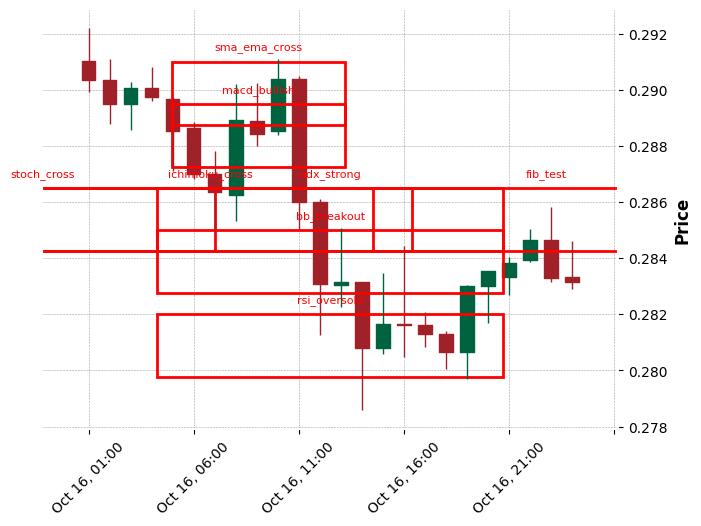 sma_ema_cross
macd_bullish
stoch_cross
ichimoku_cross
adx_strong
fib_test
bb_breakout
rsi_oversold
0.292
0.290
0.288
0.286
0.284
0.282
0.280
0.278
Price
Oct 16, 01:00
Oct 16, 06:00
Oct 16, 11:00
Oct 16, 16:00
Oct 16, 21:00